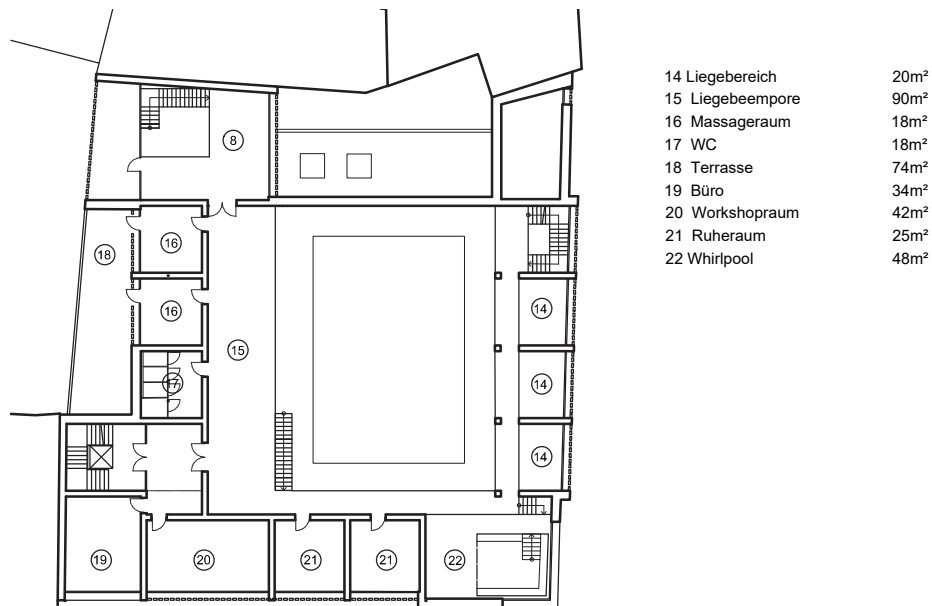 14 Liegebereich 20m²
15 Liegebeempore 90m²
16 Massageraum 18m²
17 WC 18m²
18 Terrasse 74m²
19 Büro 34m²
20 Workshopraum 42m²
21 Ruheraum 25m²
22 Whirlpool 48m²
8
16
18
16
14
15
17
14
14
19
20
21
21
22